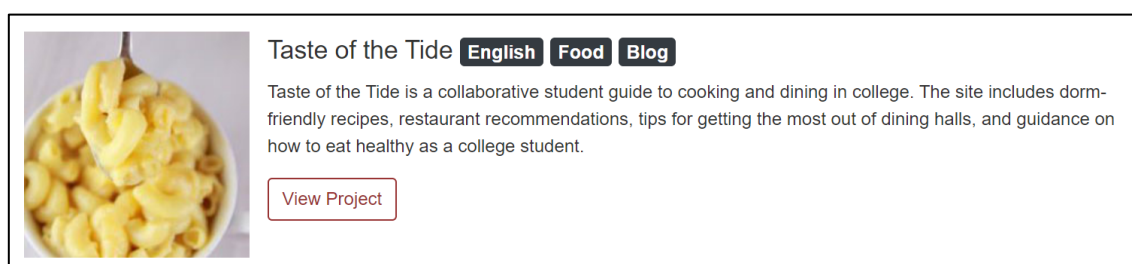 Taste of the Tide English Food Blog
Taste of the Tide is a collaborative student guide to cooking and dining in college. The site includes dorm-
friendly recipes, restaurant recommendations, tips for getting the most out of dining halls, and guidance on
how to eat healthy as a college student.
View Project